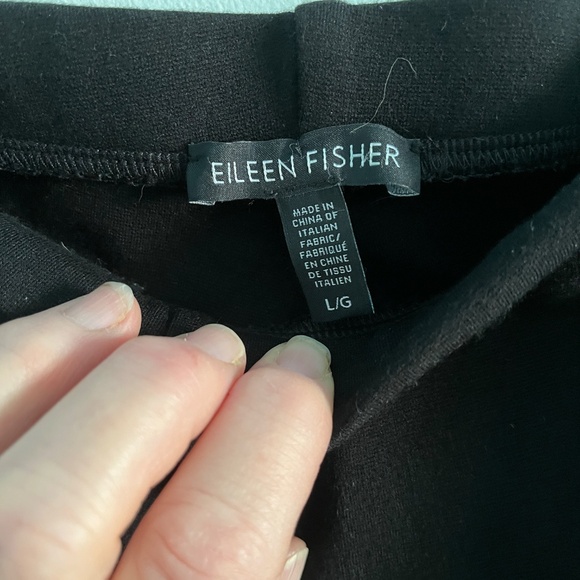 EILEEN FISHER
MADE IN
CHINA OF
ITALIAN
FABRIC/
FABRIQUÉ
EN CHINE
DE TISSU
ITALIEN
L/G